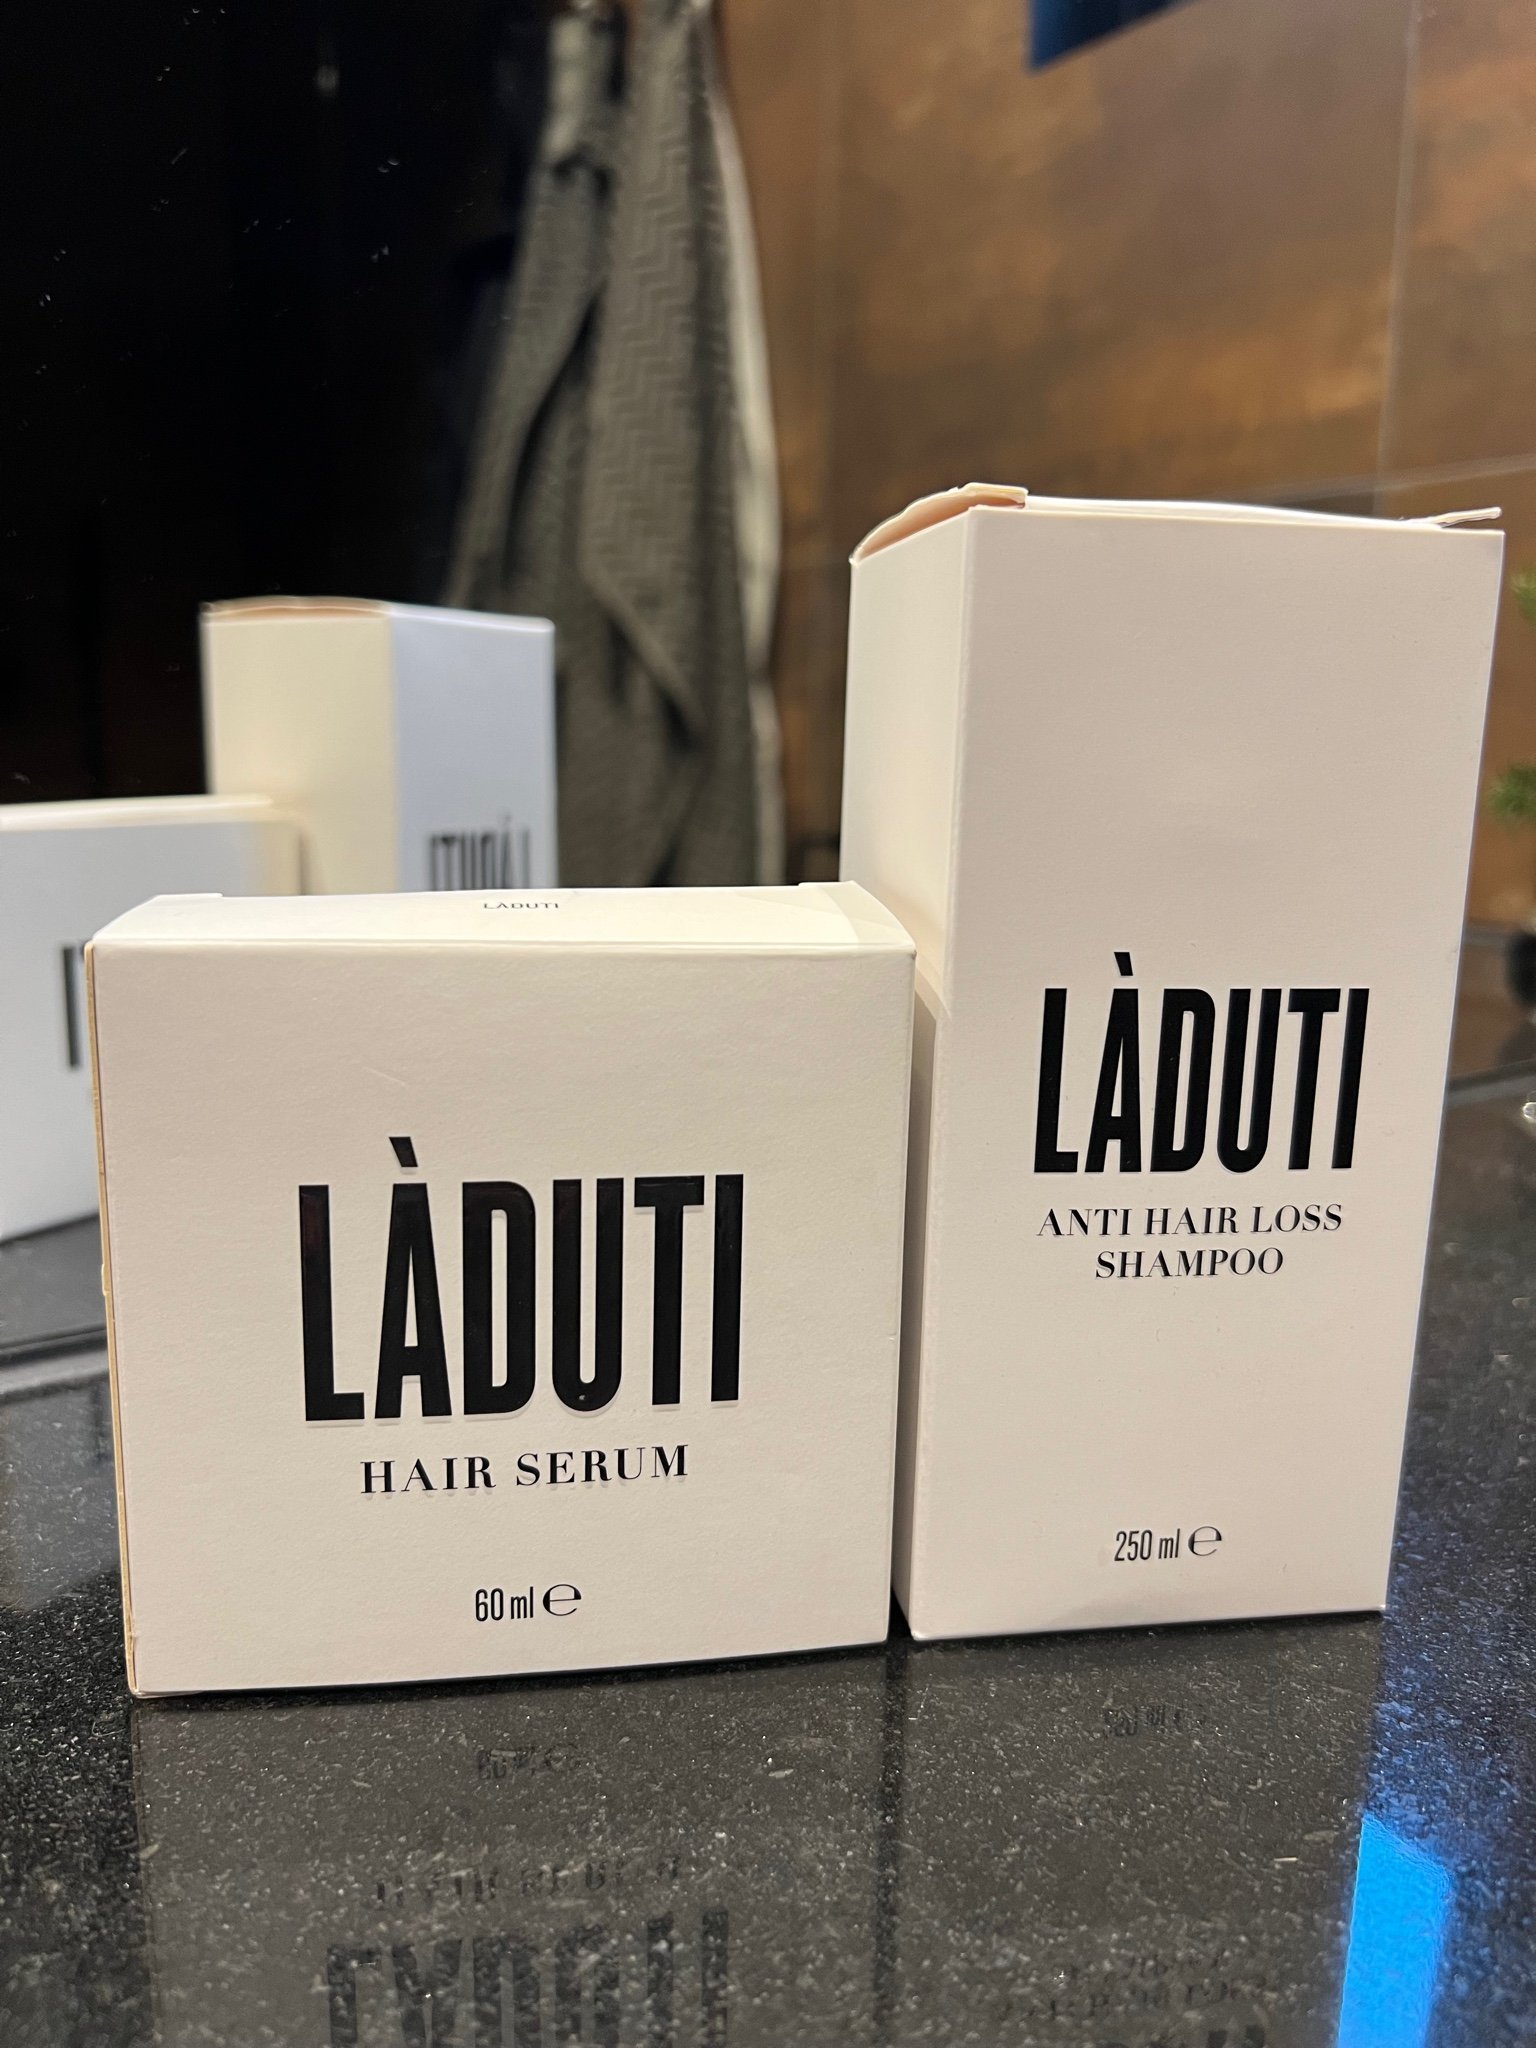 LÀDUTI
LÀDUTI
HAIR SERUM
60 ml ℮
LÀDUTI
ANTI HAIR LOSS
SHAMPOO
250 ml ℮